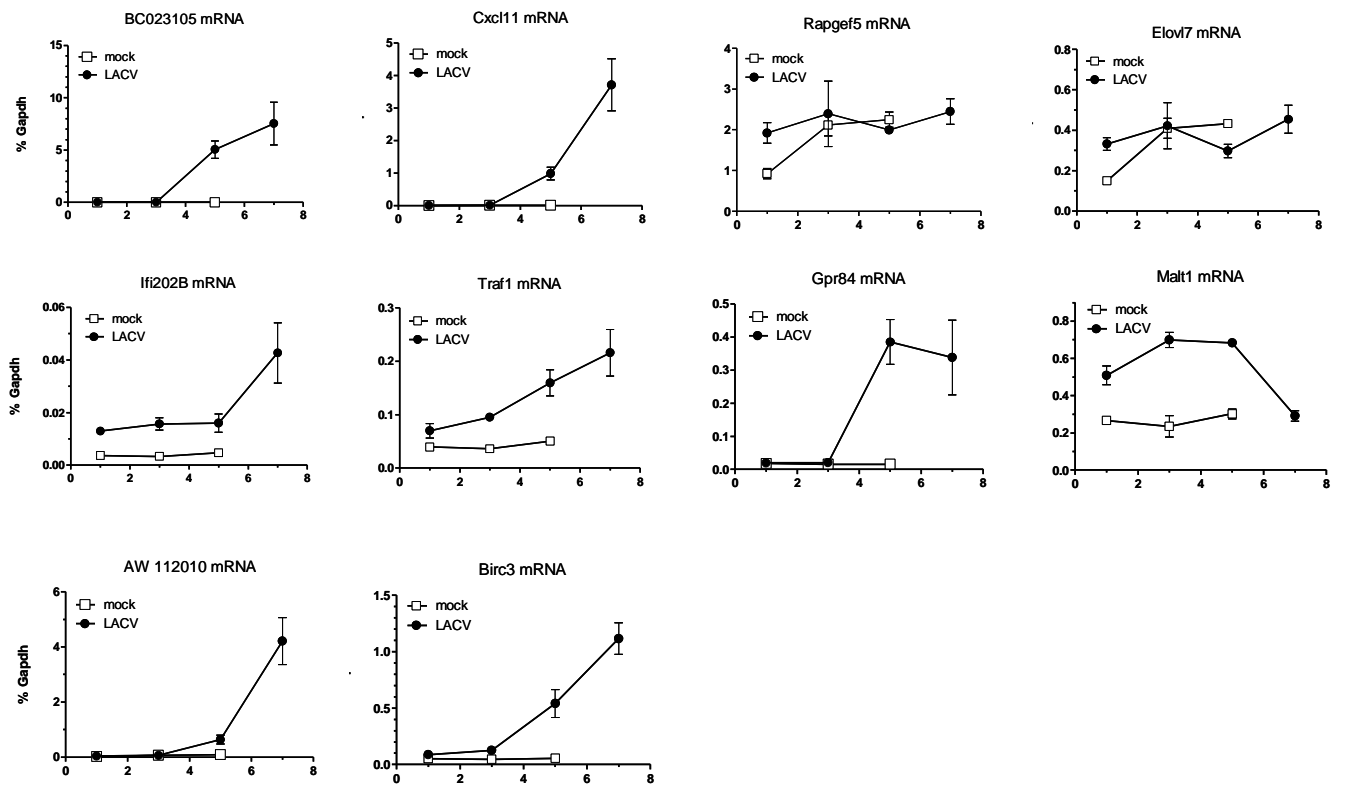 BC023105 mRNA
% Gapdh
15
10
5
0
mock
LACV
0 2 4 6 8
Cxcl11 mRNA
5
4
3
2
1
0
mock
LACV
0 2 4 6 8
Rapgef5 mRNA
4
3
2
1
0
mock
LACV
0 2 4 6 8
Elovl7 mRNA
0.8
0.6
0.4
0.2
0.0
mock
LACV
0 2 4 6 8
Ifi202B mRNA
% Gapdh
0.06
0.04
0.02
0.00
mock
LACV
0 2 4 6 8
Traf1 mRNA
0.3
0.2
0.1
0.0
mock
LACV
0 2 4 6 8
Gpr84 mRNA
0.5
0.4
0.3
0.2
0.1
0.0
mock
LACV
0 2 4 6 8
Malt1 mRNA
0.8
0.6
0.4
0.2
0.0
mock
LACV
0 2 4 6 8
AW 112010 mRNA
% Gapdh
6
4
2
0
mock
LACV
0 2 4 6 8
Birc3 mRNA
1.5
1.0
0.5
0.0
mock
LACV
0 2 4 6 8